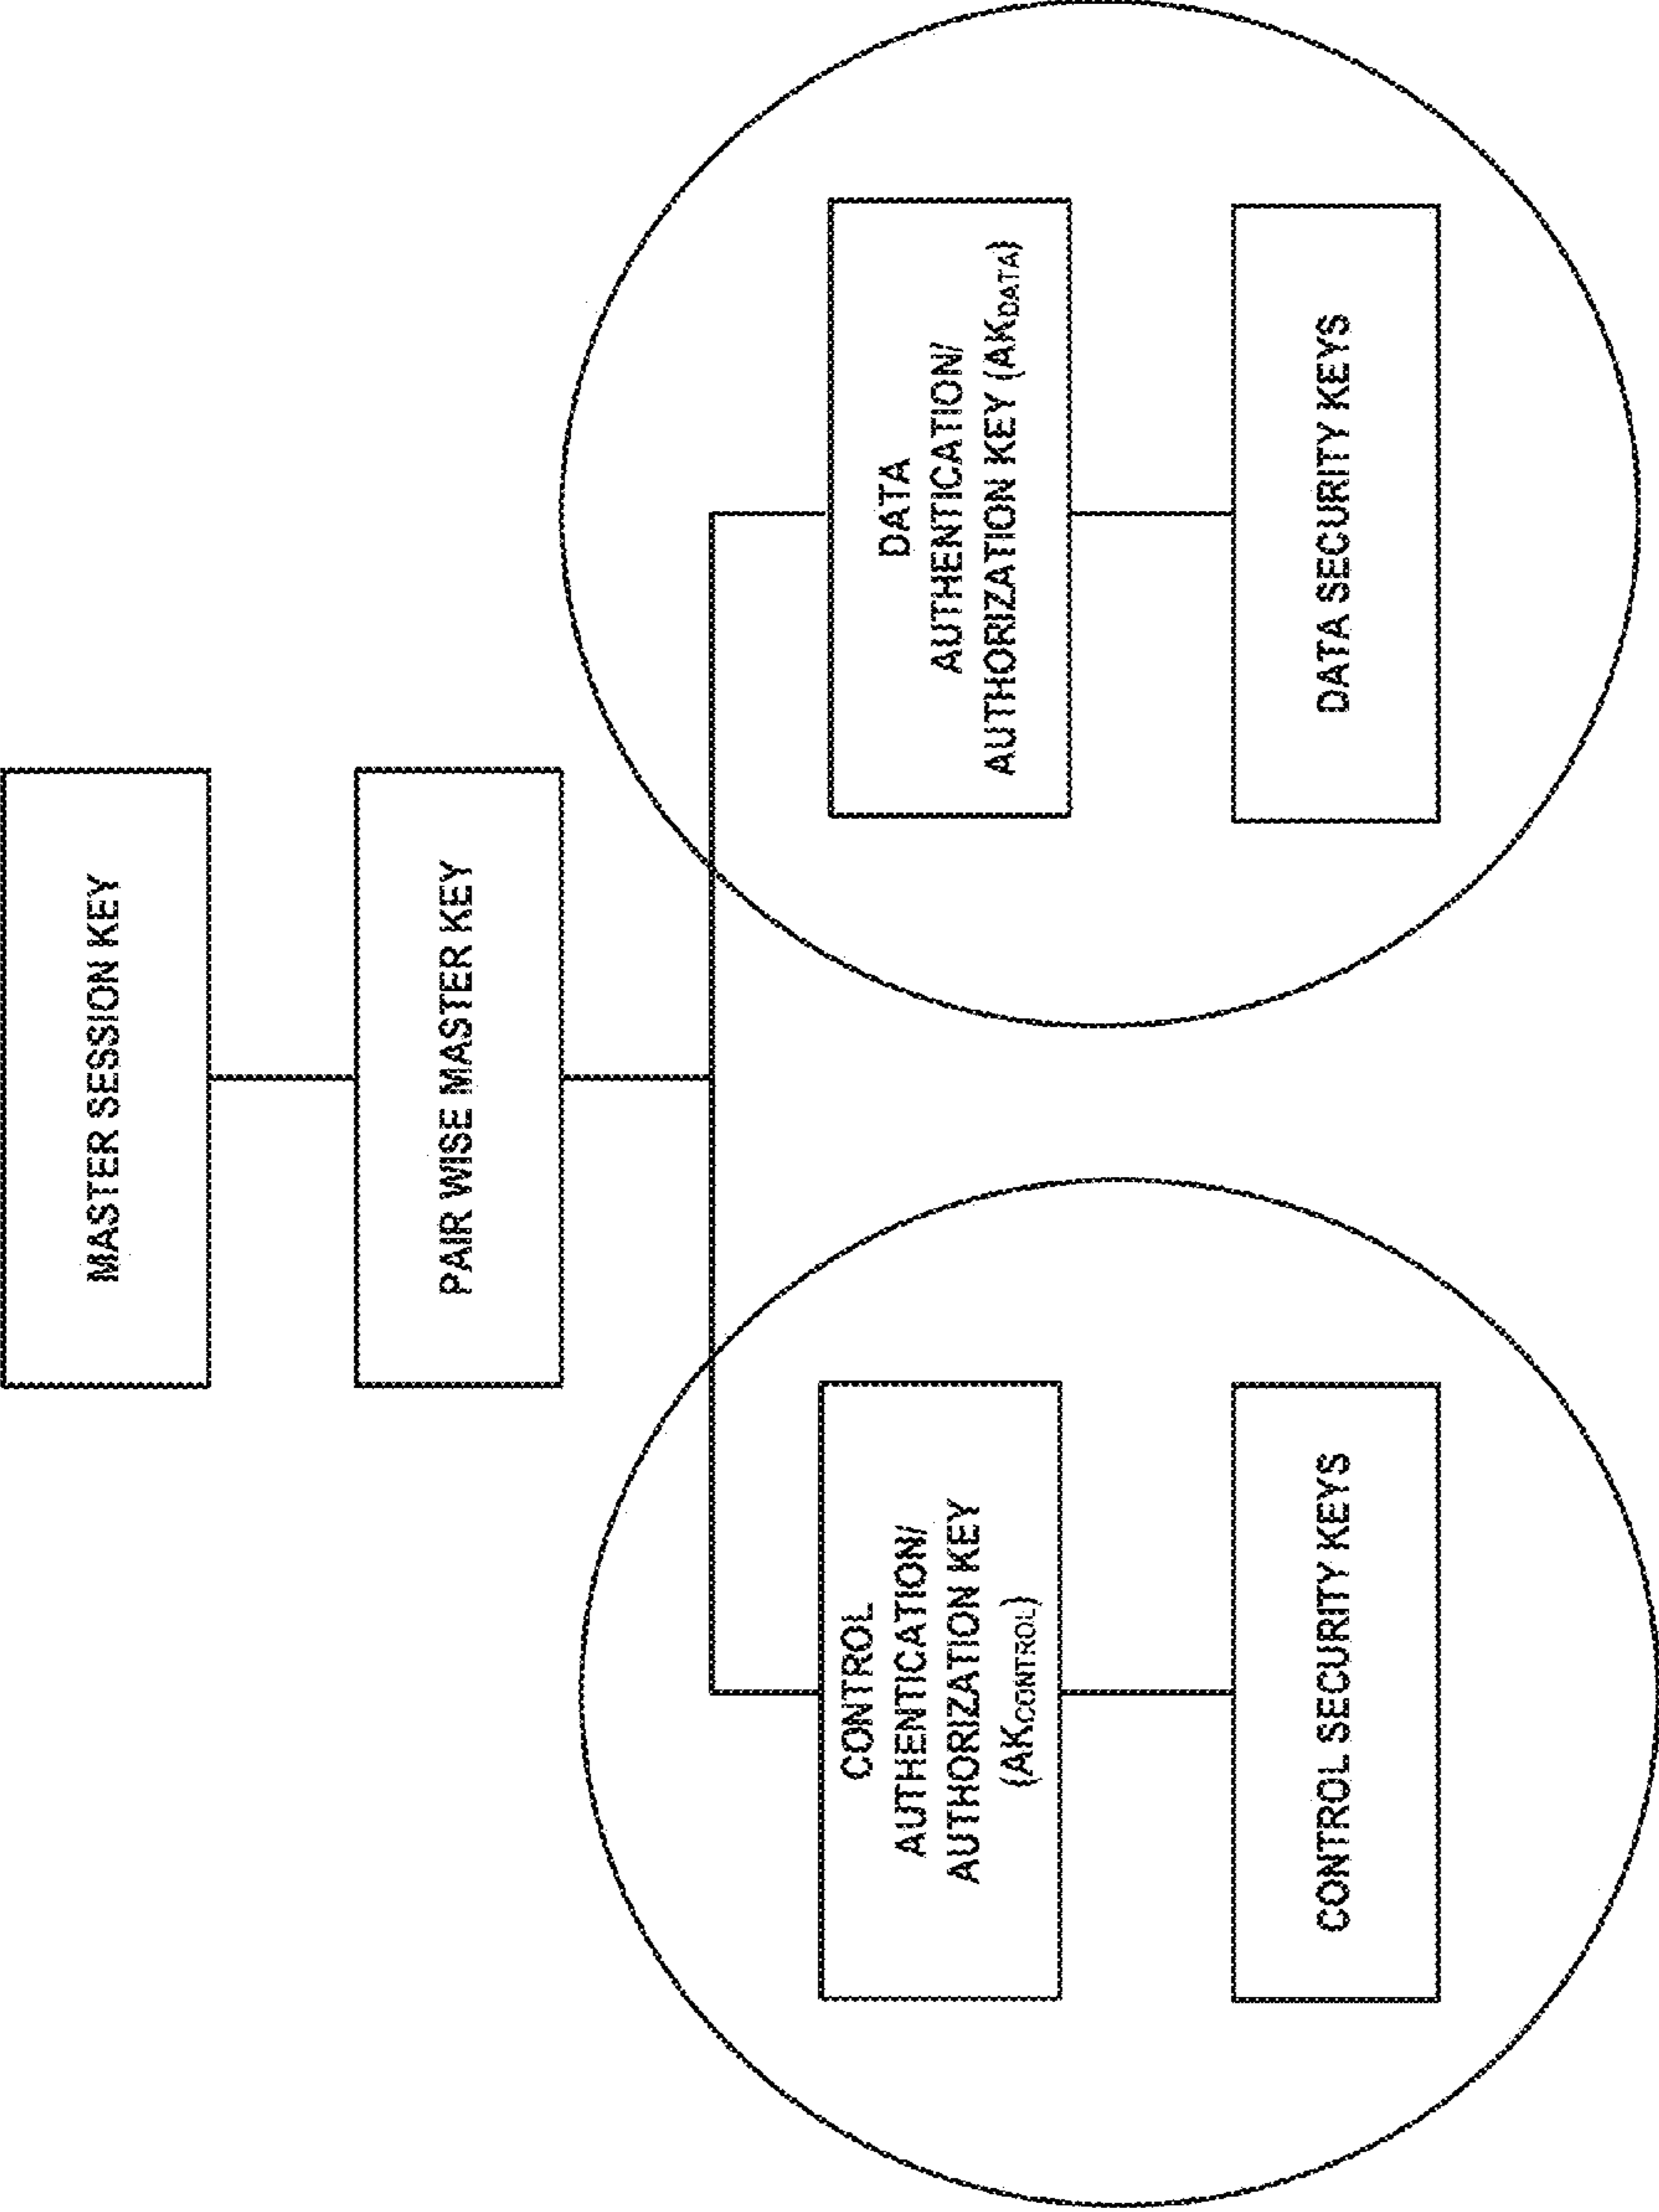 MASTER SESSION KEY
PAIR WISE MASTER KEY
CONTROL
AUTHENTICATION/
AUTHORIZATION KEY
(AKCONTROL)
CONTROL SECURITY KEYS
DATA
AUTHENTICATION/
AUTHORIZATION KEY (AKDATA)
DATA SECURITY KEYS